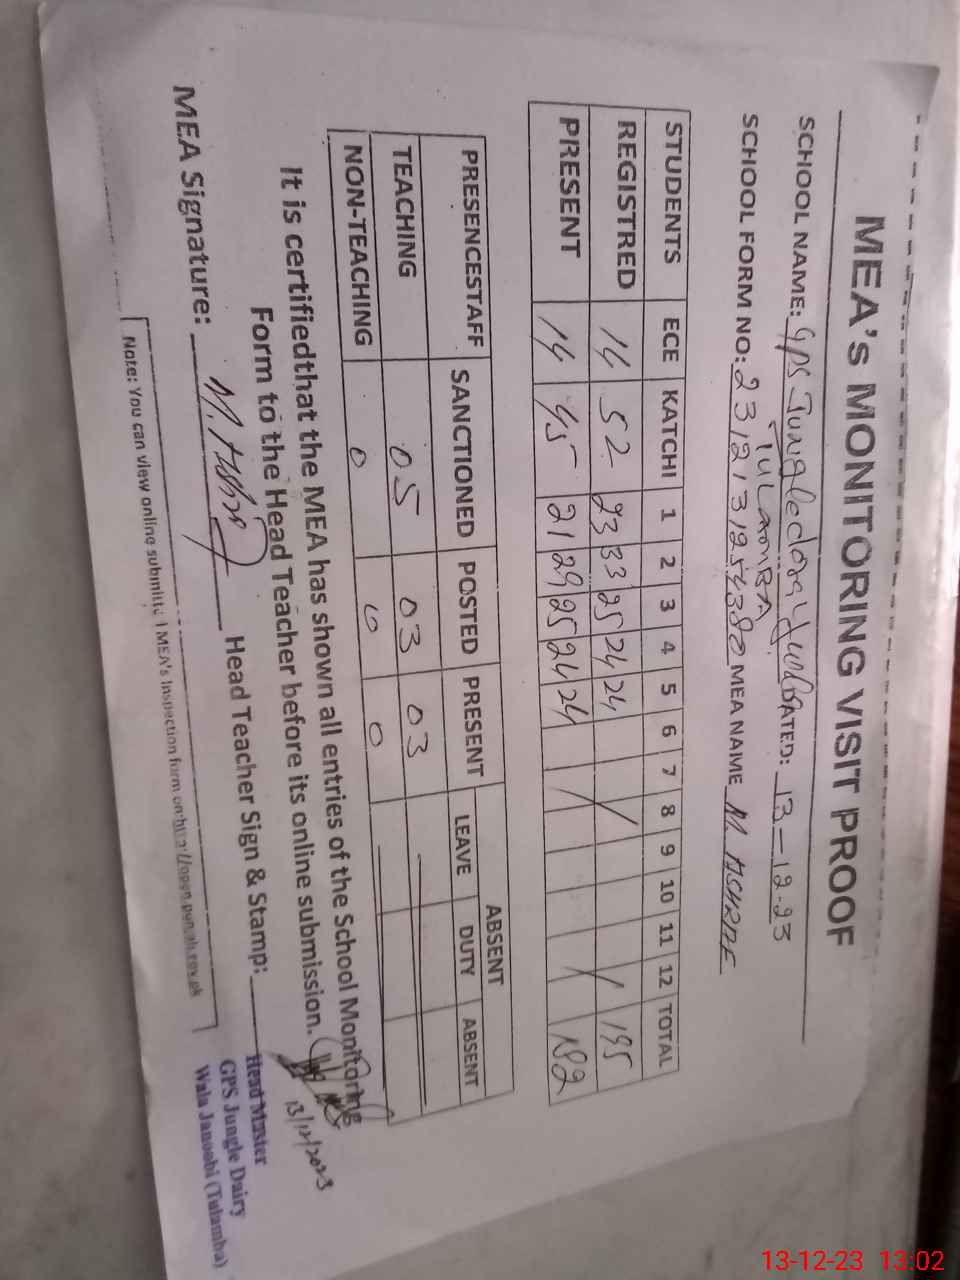 MEA's MONITORING VISIT PROOF
SCHOOL NAME: GPS Jungle DATED: 13-12-23
TULAMBA
SCHOOL FORM NO: MEA NAME M. ASHRAF
STUDENTS ECE KATCHI 1 2 3 4 5 6 7 8 9 10 11 12 TOTAL
REGISTRED 14 52 23 33 25 24 24 195
PRESENT 14 45 21 29 25 24 24 182
PRESENCESTAFF SANCTIONED POSTED PRESENT ABSENT
LEAVE DUTY ABSENT
TEACHING 05 03 03
NON-TEACHING 0 0 0
It is certifiedthat the MEA has shown all entries of the School Monitoring
Form to the Head Teacher before its online submission.
13/12/2023
MEA Signature: Head Teacher Sign & Stamp:
Head Master
GPS Jungle Dairy
Wala Janoobi (Tulamba)
Note: You can view online submitted MEA's Inspection form on:
13-12-23 13:02